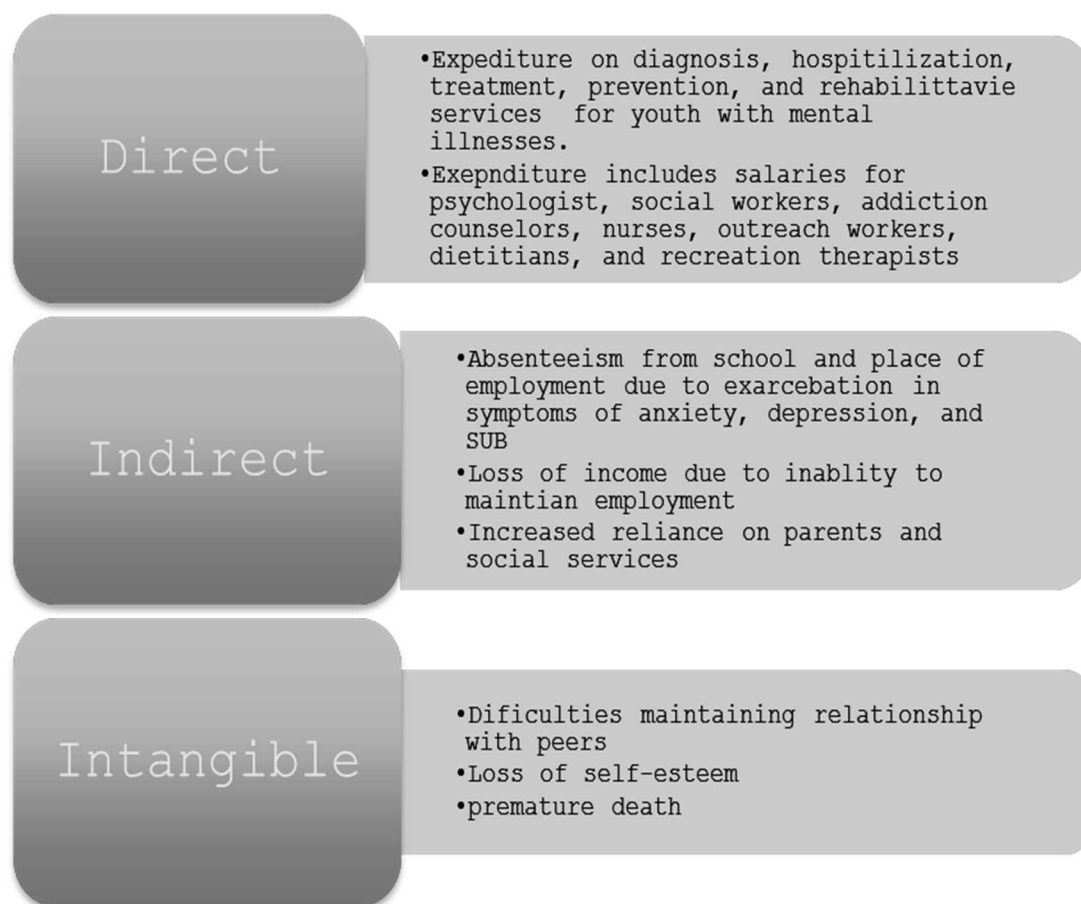 Direct
•Expediture on diagnosis, hospitilization,
treatment, prevention, and rehabilittavie
services for youth with mental
illnesses.
•Exepnditure includes salaries for
psychologist, social workers, addiction
counselors, nurses, outreach workers,
dietitians, and recreation therapists
Indirect
•Absenteeism from school and place of
employment due to exarcebation in
symptoms of anxiety, depression, and
SUB
•Loss of income due to inablity to
maintian employment
•Increased reliance on parents and
social services
Intangible
•Dificulties maintaining relationship
with peers
•Loss of self-esteem
•premature death